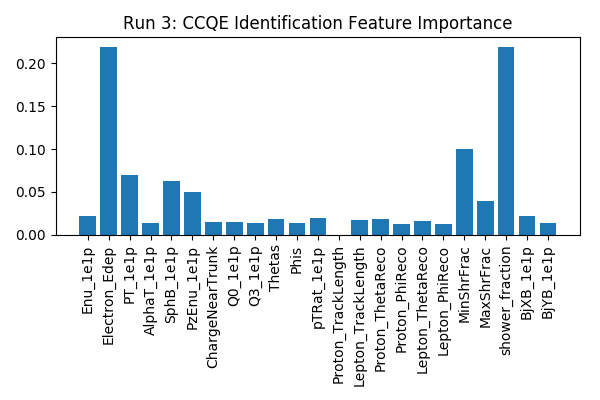 Run 3: CCQE Identification Feature Importance
0.20
0.15
0.10
0.05
0.00
Enu_1e1p
Electron_Edep
PT_1e1p
AlphaT_1e1p
SphB_1e1p
PzEnu_1e1p
ChargeNearTrunk
Q0_1e1p
Q3_1e1p
Thetas
Phis
pTRat_1e1p
Proton_TrackLength
Lepton_TrackLength
Proton_ThetaReco
Proton_PhiReco
Lepton_ThetaReco
Lepton_PhiReco
MinShrFrac
MaxShrFrac
shower_fraction
BjXB_1e1p
BjYB_1e1p